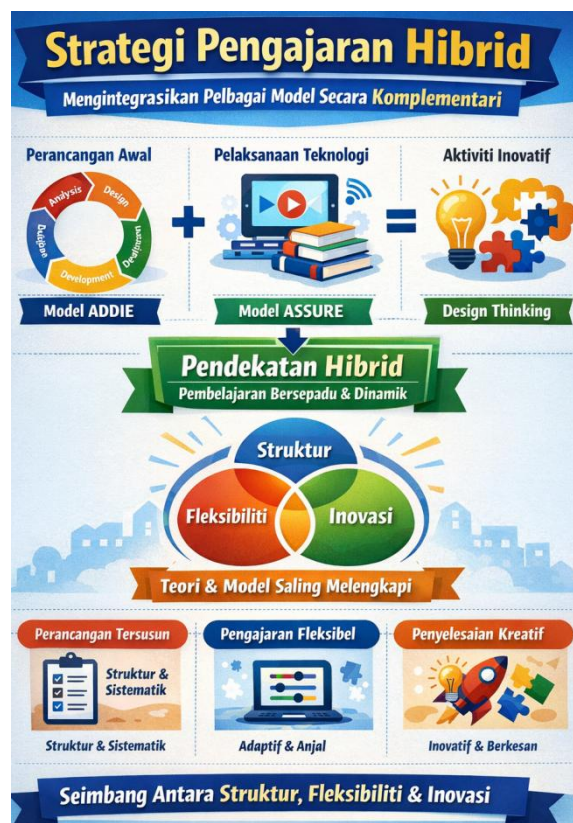 Strategi Pengajaran Hibrid
Mengintegrasikan Pelbagai Model Secara Komplementari
Perancangan Awal
Pelaksanaan Teknologi
Aktiviti Inovatif
Analysis
Design
Development
Model ADDIE
Model ASSURE
Design Thinking
Pendekatan Hibrid
Pembelajaran Bersepadu & Dinamik
Struktur
Fleksibiliti
Inovasi
Teori & Model Saling Melengkapi
Perancangan Tersusun
Pengajaran Fleksibel
Penyelesaian Kreatif
Struktur &
Sistematik
Struktur & Sistematik
Adaptif & Anjal
Inovatif & Berkesan
Seimbang Antara Struktur, Fleksibiliti & Inovasi